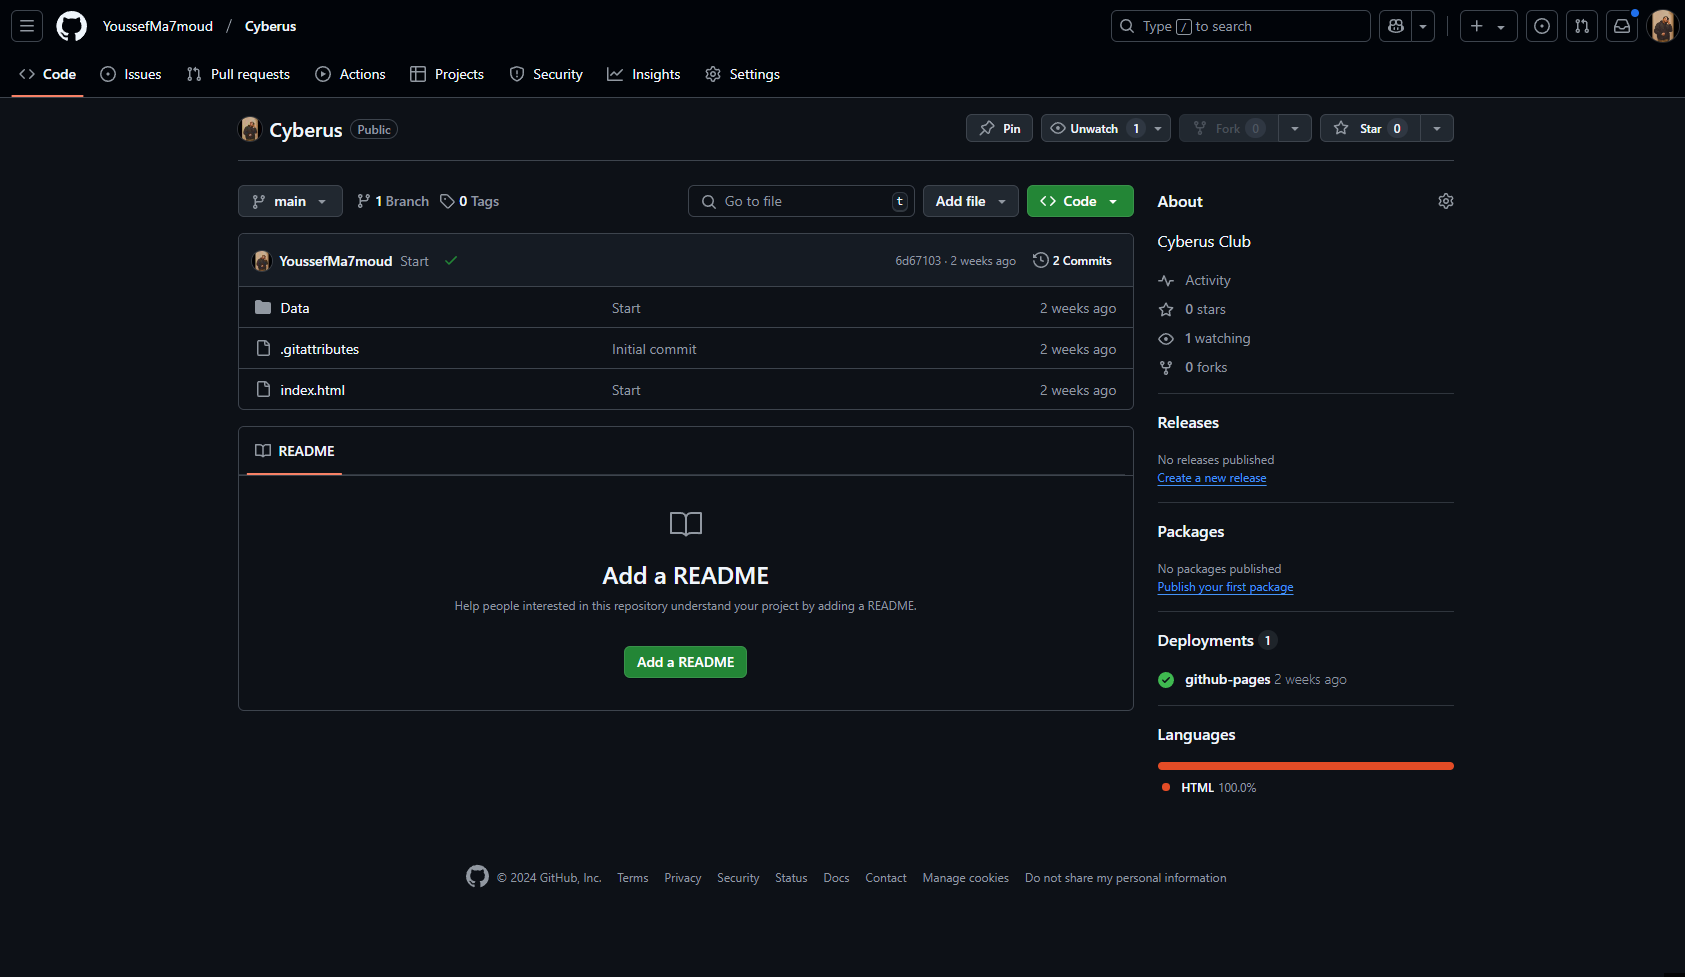 YoussefMa7moud / Cyberus
Type / to search
Code Issues Pull requests Actions Projects Security Insights Settings
Cyberus Public
Pin Unwatch 1 Fork 0 Star 0
main 1 Branch 0 Tags Go to file t Add file Code
YoussefMa7moud Start 6d67103 · 2 weeks ago 2 Commits
Data Start 2 weeks ago
.gitattributes Initial commit 2 weeks ago
index.html Start 2 weeks ago
README
Add a README
Help people interested in this repository understand your project by adding a README.
Add a README
About
Cyberus Club
Activity
0 stars
1 watching
0 forks
Releases
No releases published
Create a new release
Packages
No packages published
Publish your first package
Deployments 1
github-pages 2 weeks ago
Languages
HTML 100.0%
© 2024 GitHub, Inc. Terms Privacy Security Status Docs Contact Manage cookies Do not share my personal information